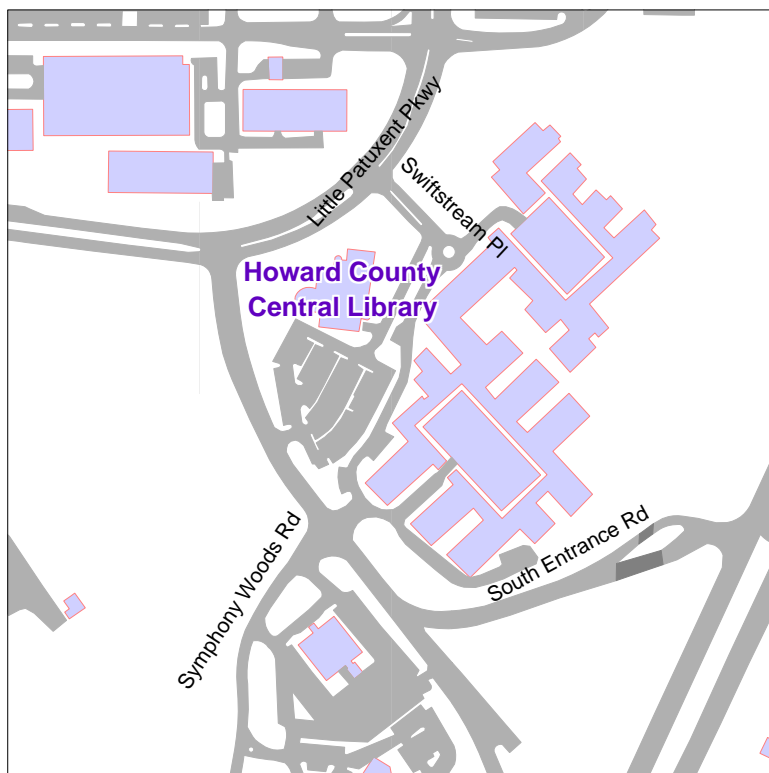 Little Patuxent Pkwy
Swiftstream Pl
Howard County
Central Library
Symphony Woods Rd
South Entrance Rd